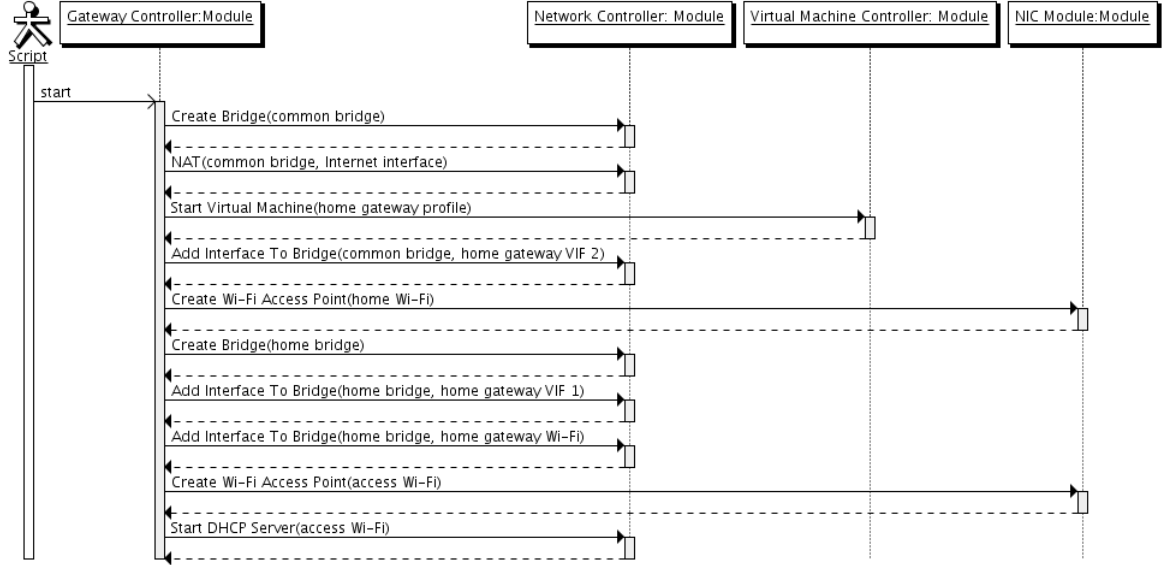 Gateway Controller:Module
Network Controller: Module
Virtual Machine Controller: Module
NIC Module:Module
Script
start
Create Bridge(common bridge)
NAT(common bridge, Internet interface)
Start Virtual Machine(home gateway profile)
Add Interface To Bridge(common bridge, home gateway VIF 2)
Create Wi-Fi Access Point(home Wi-Fi)
Create Bridge(home bridge)
Add Interface To Bridge(home bridge, home gateway VIF 1)
Add Interface To Bridge(home bridge, home gateway Wi-Fi)
Create Wi-Fi Access Point(access Wi-Fi)
Start DHCP Server(access Wi-Fi)